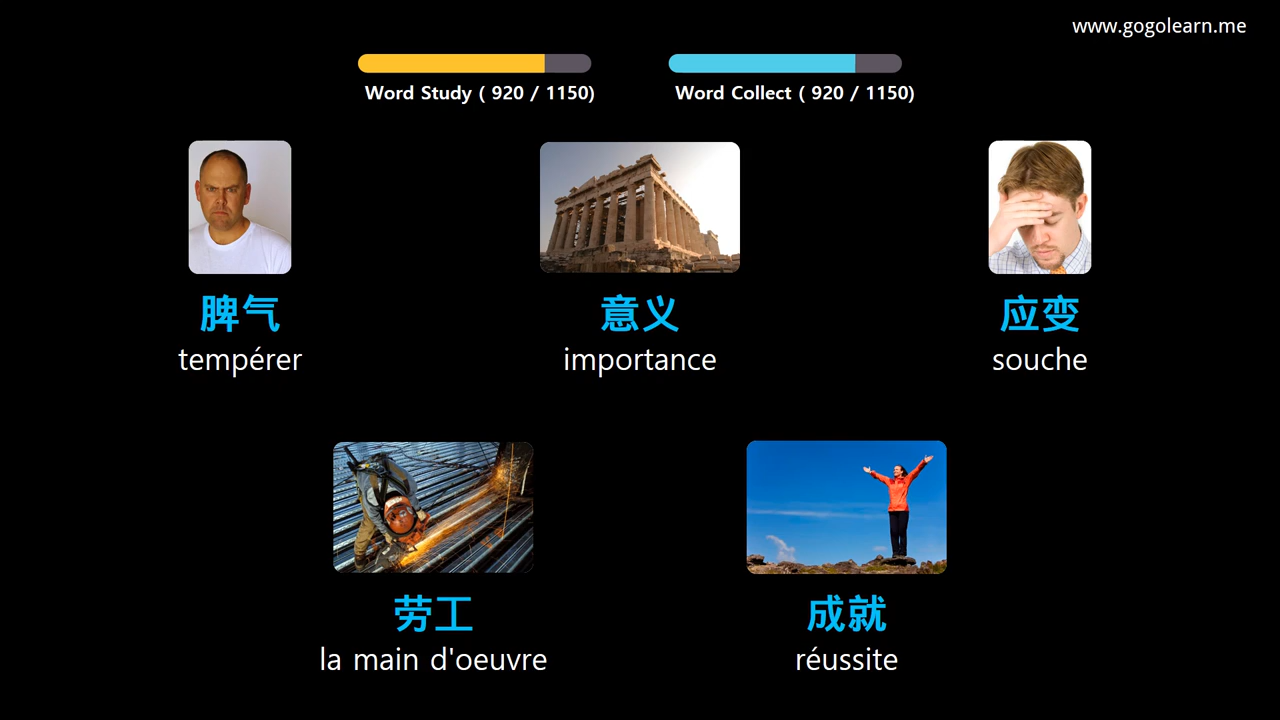 www.gogolearn.me
Word Study ( 920 / 1150)
Word Collect ( 920 / 1150)
脾气
tempérer
意义
importance
应变
souche
劳工
la main d'oeuvre
成就
réussite